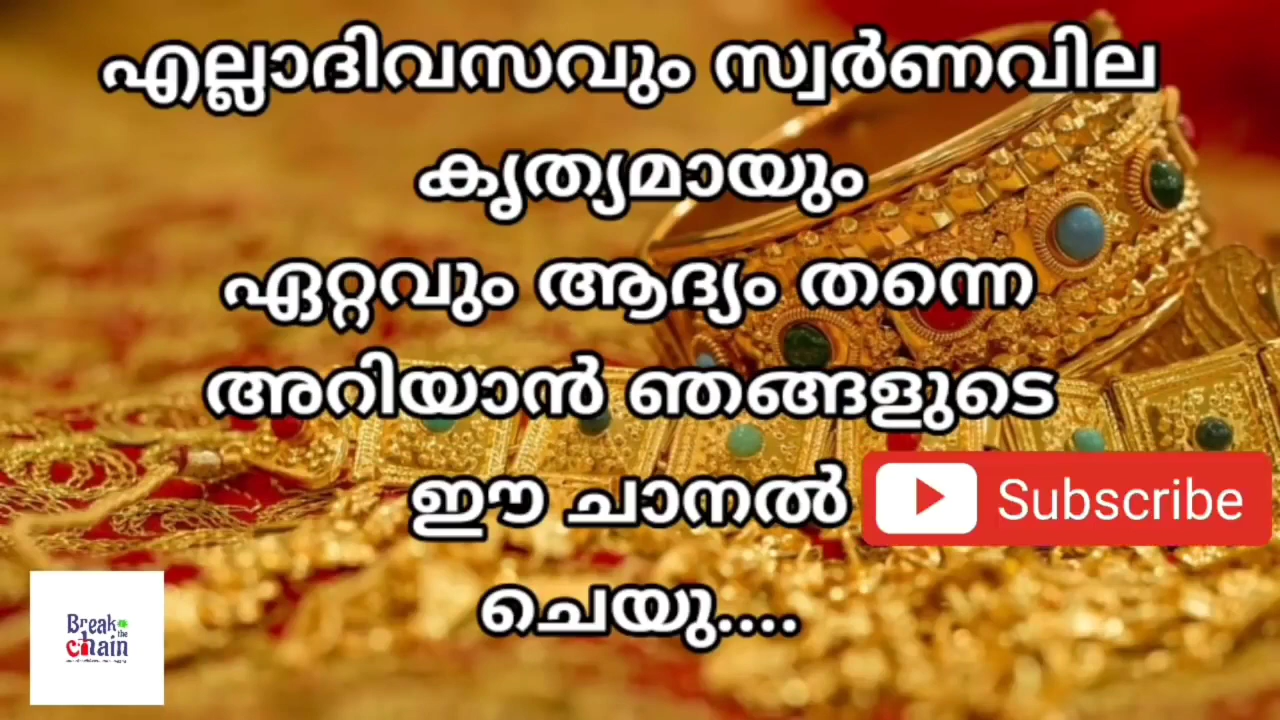 എല്ലാദിവസവും സ്വർണവില
കൃത്യമായും
ഏറ്റവും ആദ്യം തന്നെ
അറിയാൻ ഞങ്ങളുടെ
ഈ ചാനൽ Subscribe
ചെയു....
Break the
chain